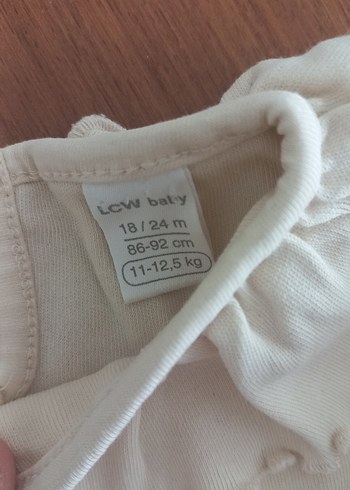 LCW baby
18 / 24 m
86-92 cm
11-12,5 kg